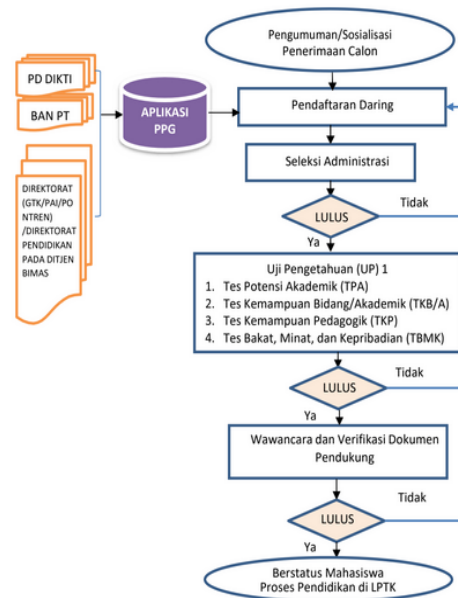 Pengumuman/Sosialisasi
Penerimaan Calon
PD DIKTI
BAN PT
APLIKASI
PPG
Pendaftaran Daring
DIREKTORAT
(GTK/PAI/PO
NTREN)
/DIREKTORAT
PENDIDIKAN
PADA DITJEN
BIMAS
Seleksi Administrasi
LULUS
Tidak
Ya
Uji Pengetahuan (UP) 1
1. Tes Potensi Akademik (TPA)
2. Tes Kemampuan Bidang/Akademik (TKB/A)
3. Tes Kemampuan Pedagogik (TKP)
4. Tes Bakat, Minat, dan Kepribadian (TBMK)
LULUS
Tidak
Ya
Wawancara dan Verifikasi Dokumen
Pendukung
LULUS
Tidak
Ya
Berstatus Mahasiswa
Proses Pendidikan di LPTK